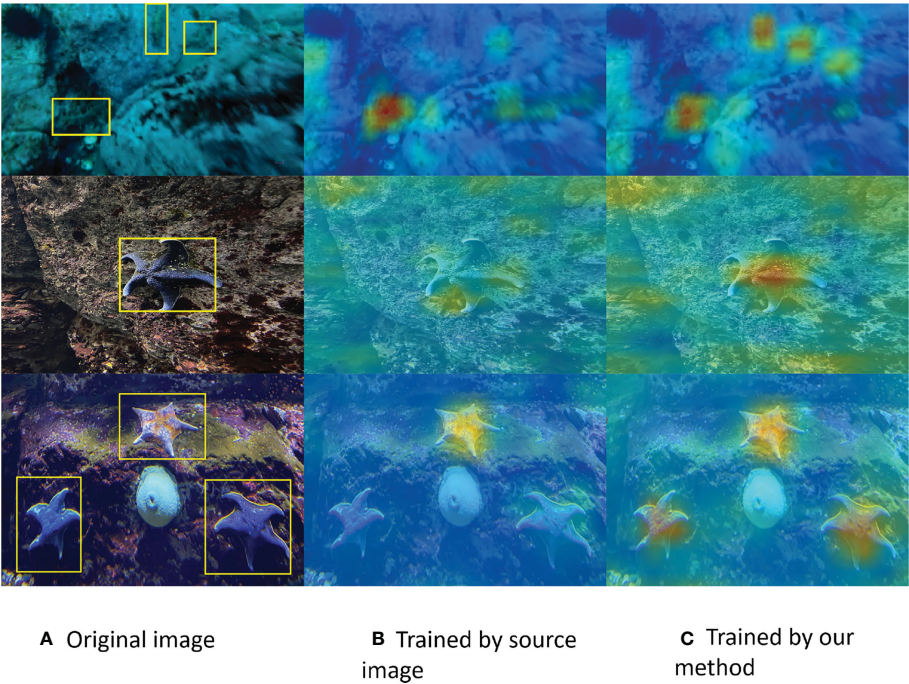 A Original image
B Trained by source
image
C Trained by our
method